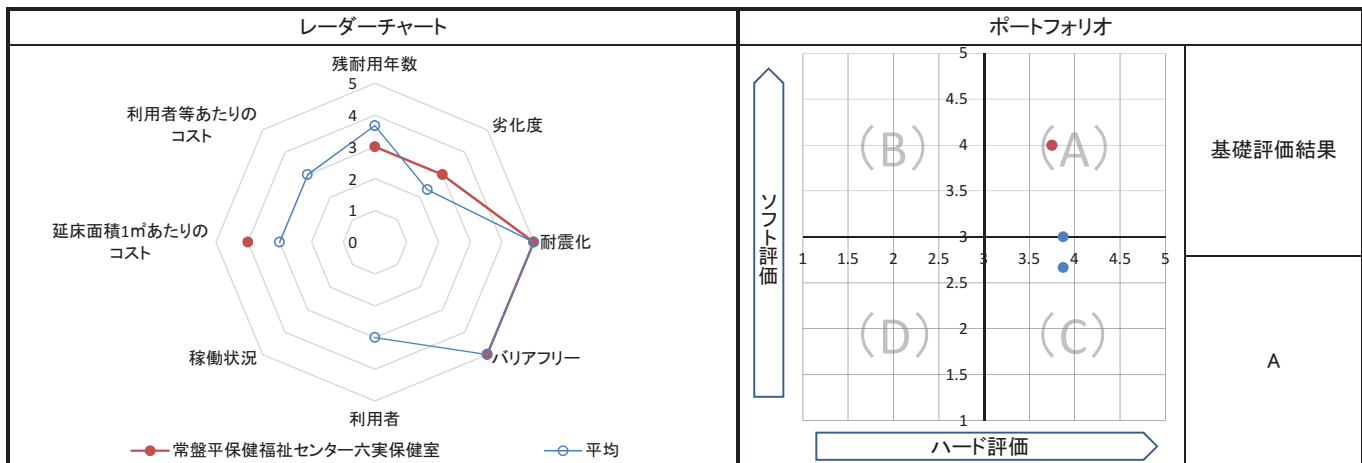 レーダーチャート
残耐用年数
5
4
3
2
1
0
劣化度
耐震化
バリアフリー
利用者
稼働状況
延床面積1㎡あたりの
コスト
利用者等あたりの
コスト
常盤平保健福祉センター六実保健室
平均
ポートフォリオ
ソフト評価
5
4.5
4
3.5
3
2.5
2
1.5
1
1 1.5 2 2.5 3 3.5 4 4.5 5
(B)
(A)
(D)
(C)
ハード評価
基礎評価結果
A